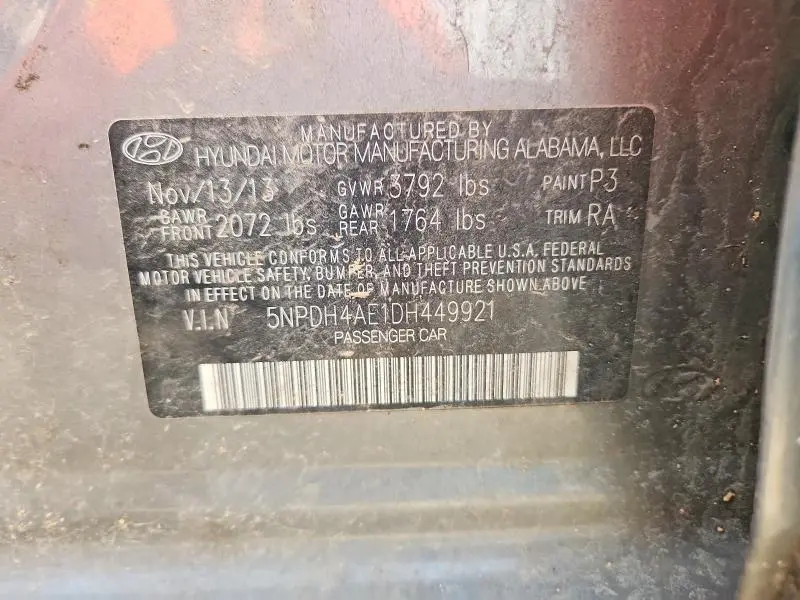 MANUFACTURED BY
HYUNDAI MOTOR MANUFACTURING ALABAMA, LLC
Nov/13/13 GVWR 3792 lbs PAINT P3
GAWR FRONT 2072 lbs GAWR REAR 1764 lbs TRIM RA
THIS VEHICLE CONFORMS TO ALL APPLICABLE U.S.A. FEDERAL
MOTOR VEHICLE SAFETY, BUMPER, AND THEFT PREVENTION STANDARDS
IN EFFECT ON THE DATE OF MANUFACTURE SHOWN ABOVE
V.I.N 5NPDH4AE1DH449921
PASSENGER CAR